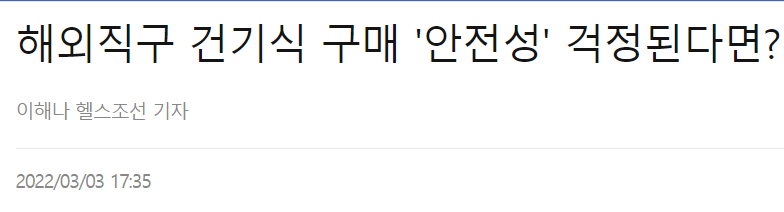 해외직구 건기식 구매 '안전성' 걱정된다면?
이해나 헬스조선 기자
2022/03/03 17:35